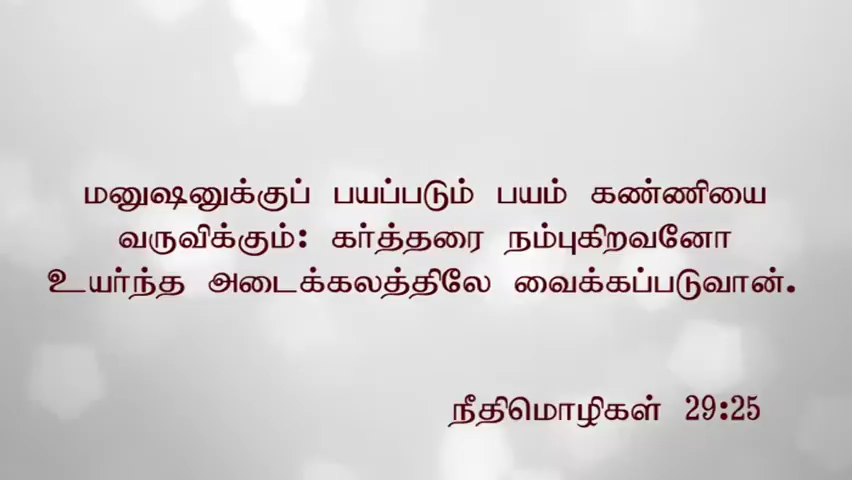 மனுஷனுக்குப் பயப்படும் பயம் கண்ணியை
வருவிக்கும்: கர்த்தரை நம்புகிறவனோ
உயர்ந்த அடைக்கலத்திலே வைக்கப்படுவான்.
நீதிமொழிகள் 29:25